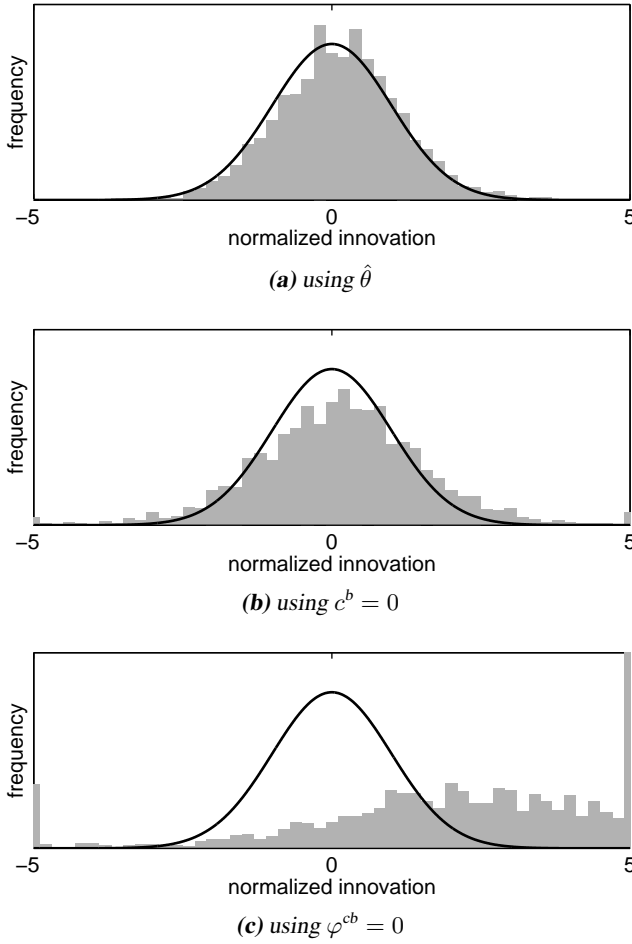 frequency
−5
0
5
normalized innovation
(a) using θ̂
frequency
−5
0
5
normalized innovation
(b) using cᵇ = 0
frequency
−5
0
5
normalized innovation
(c) using φᶜᵇ = 0